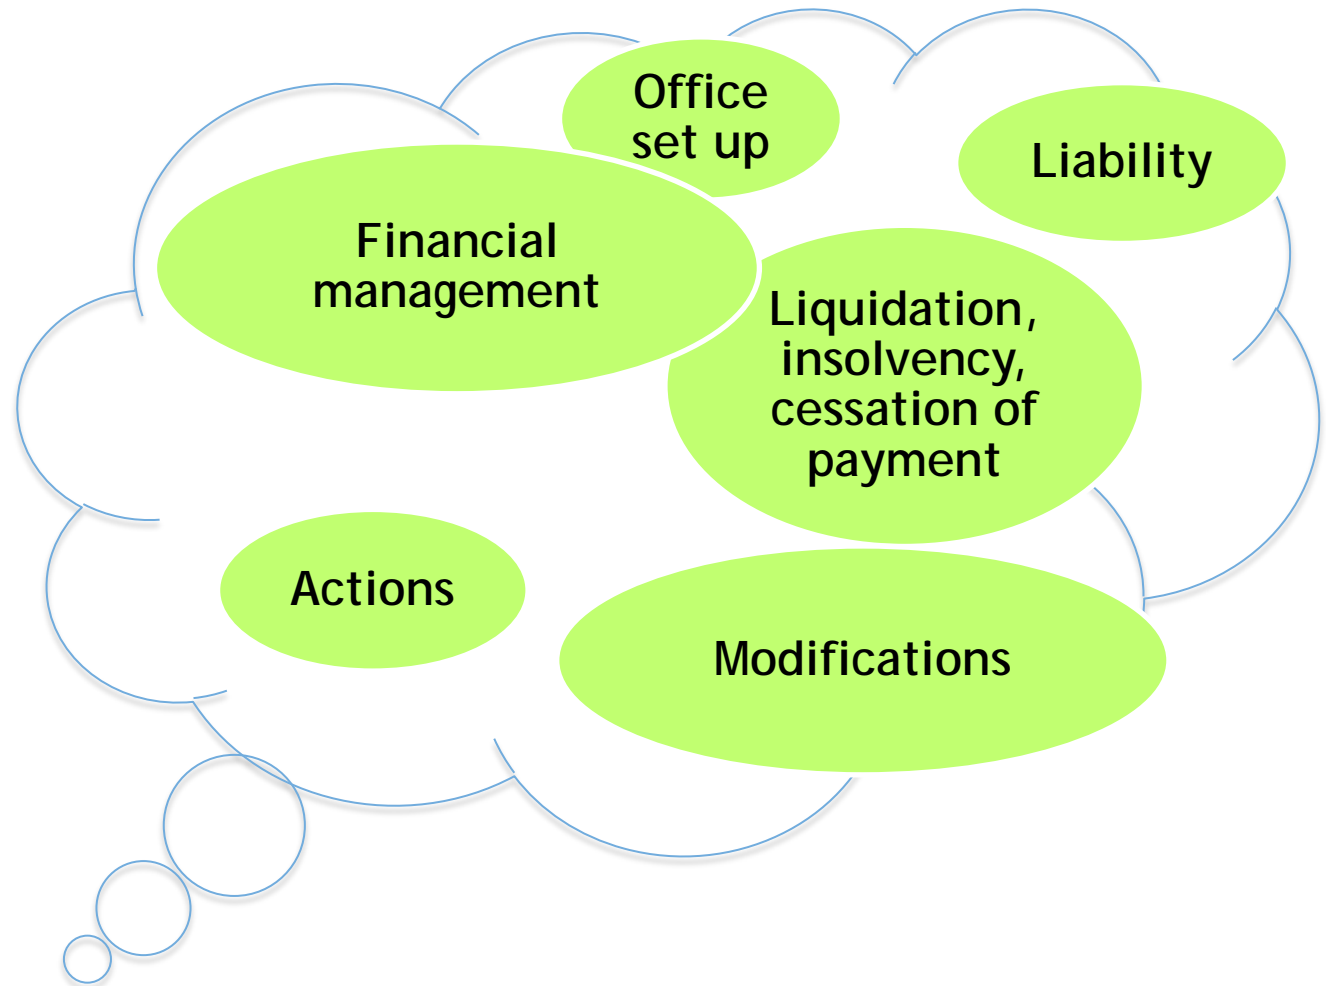 Office
set up
Liability
Financial
management
Liquidation,
insolvency,
cessation of
payment
Actions
Modifications